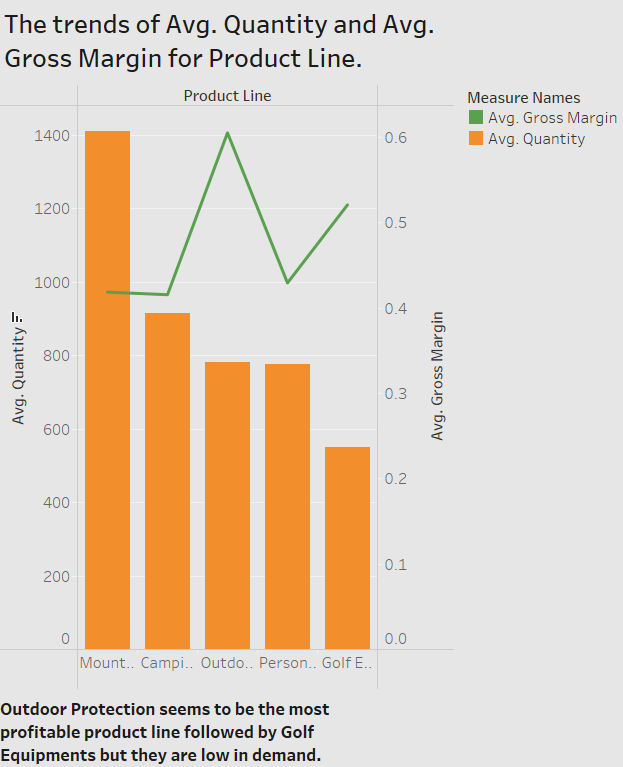 The trends of Avg. Quantity and Avg.
Gross Margin for Product Line.
Product Line
Measure Names
Avg. Gross Margin
Avg. Quantity
1400
1200
1000
800
600
400
200
0
Avg. Quantity
0.6
0.5
0.4
0.3
0.2
0.1
0.0
Avg. Gross Margin
Mount.. Campi.. Outdo.. Person.. Golf E..
Outdoor Protection seems to be the most
profitable product line followed by Golf
Equipments but they are low in demand.